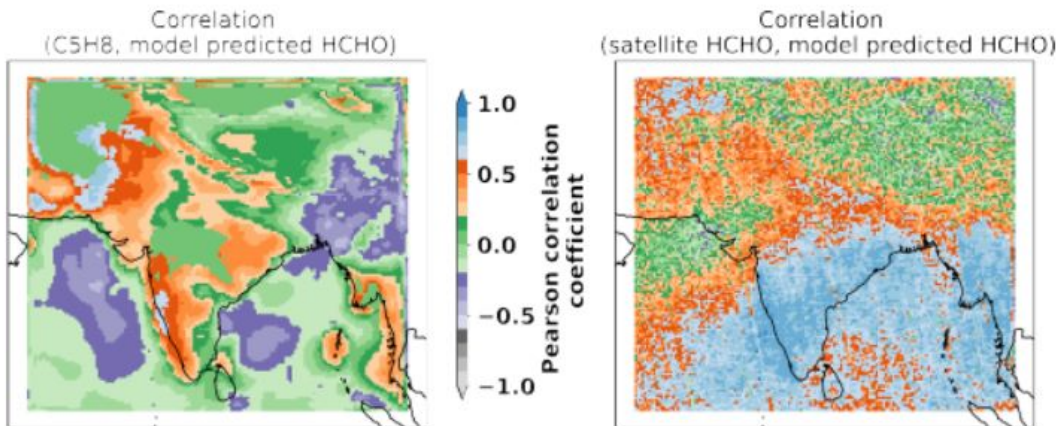 Correlation
(C5H8, model predicted HCHO)
1.0
0.5
0.0
−0.5
−1.0
Pearson correlation
coefficient
Correlation
(satellite HCHO, model predicted HCHO)